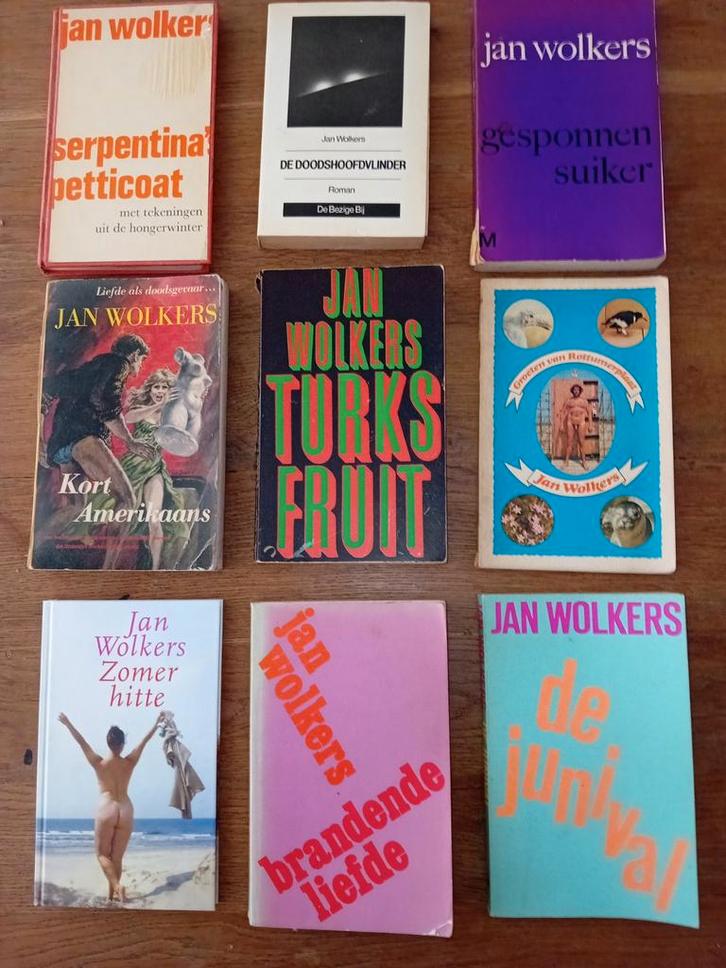 jan wolkers
serpentina's
petticoat
met tekeningen
uit de hongerwinter
Jan Wolkers
DE DOODSHOOFDVLINDER
Roman
De Bezige Bij
jan wolkers
gesponnen
suiker
M
Liefde als doodsgevaar...
JAN WOLKERS
Kort
Amerikaans
JAN
WOLKERS
TURKS
FRUIT
Groeten van Rottumerplaat
Jan Wolkers
Jan
Wolkers
Zomer
hitte
jan
wolkers
brandende
liefde
JAN WOLKERS
de
junival